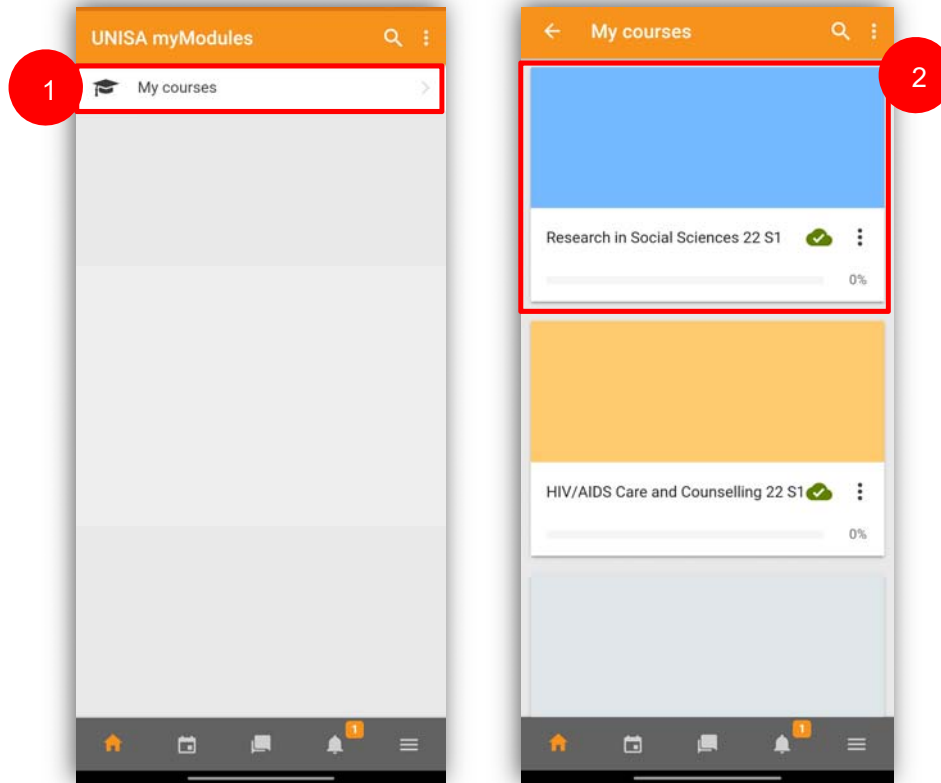 UNISA myModules
1
My courses
1
My courses
2
Research in Social Sciences 22 S1
0%
HIV/AIDS Care and Counselling 22 S1
0%
1